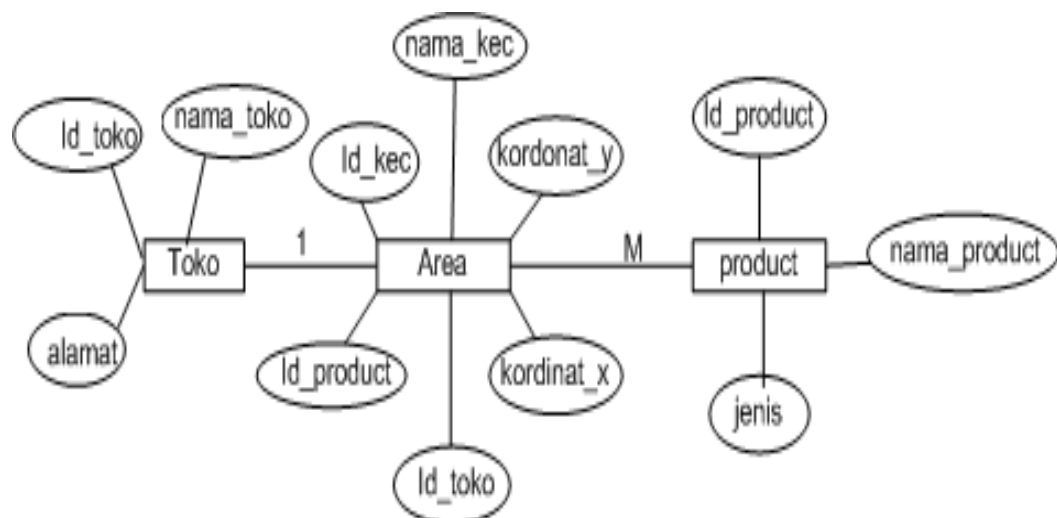 nama_kec
Id_toko
nama_toko
Id_product
Id_kec
kordonat_y
Toko
1
Area
M
product
nama_product
alamat
Id_product
kordinat_x
jenis
Id_toko